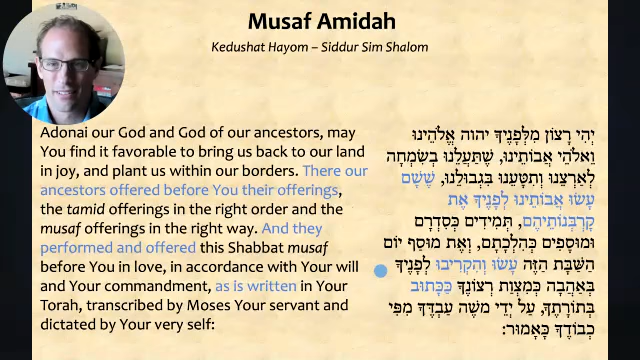 Musaf Amidah
Kedushat Hayom – Siddur Sim Shalom
Adonai our God and God of our ancestors, may
You find it favorable to bring us back to our land
in joy, and plant us within our borders. There our
ancestors offered before You their offerings,
the tamid offerings in the right order and the
musaf offerings in the right way. And they
performed and offered this Shabbat musaf
before You in love, in accordance with Your will
and Your commandment, as is written in Your
Torah, transcribed by Moses Your servant and
dictated by Your very self:
יְהִי רָצוֹן מִלְּפָנֶיךָ יהוה אֱלֹהֵינוּ
וֵאלֹהֵי אֲבוֹתֵינוּ, שֶׁתַּעֲלֵנוּ בְשִׂמְחָה
לְאַרְצֵנוּ וְתִטָּעֵנוּ בִּגְבוּלֵנוּ, שֶׁשָּׁם
עָשׂוּ אֲבוֹתֵינוּ לְפָנֶיךָ אֶת
קָרְבְּנוֹתֵיהֶם, תְּמִידִים כְּסִדְרָם
וּמוּסָפִים כְּהִלְכָתָם, וְאֶת מוּסַף יוֹם
הַשַּׁבָּת הַזֶּה עָשׂוּ וְהִקְרִיבוּ לְפָנֶיךָ
בְּאַהֲבָה כְּמִצְוַת רְצוֹנֶךָ כַּכָּתוּב
בְּתוֹרָתֶךָ, עַל יְדֵי מֹשֶׁה עַבְדֶּךָ מִפִּי
כְבוֹדֶךָ כָּאָמוּר: